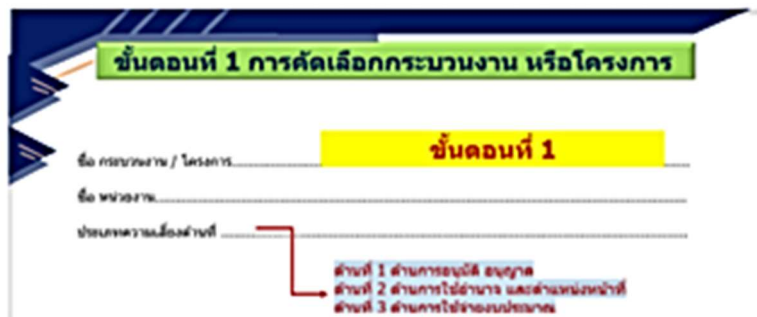 ขั้นตอนที่ 1 การคัดเลือกกระบวนงาน หรือโครงการ
ขั้นตอนที่ 1
ชื่อ กระบวนงาน / โครงการ
ชื่อ หน่วยงาน
ประเภทความเสี่ยงด้านที่
ด้านที่ 1 ด้านการอนุมัติ อนุญาต
ด้านที่ 2 ด้านการใช้อำนาจ และตำแหน่งหน้าที่
ด้านที่ 3 ด้านการใช้จ่ายงบประมาณ